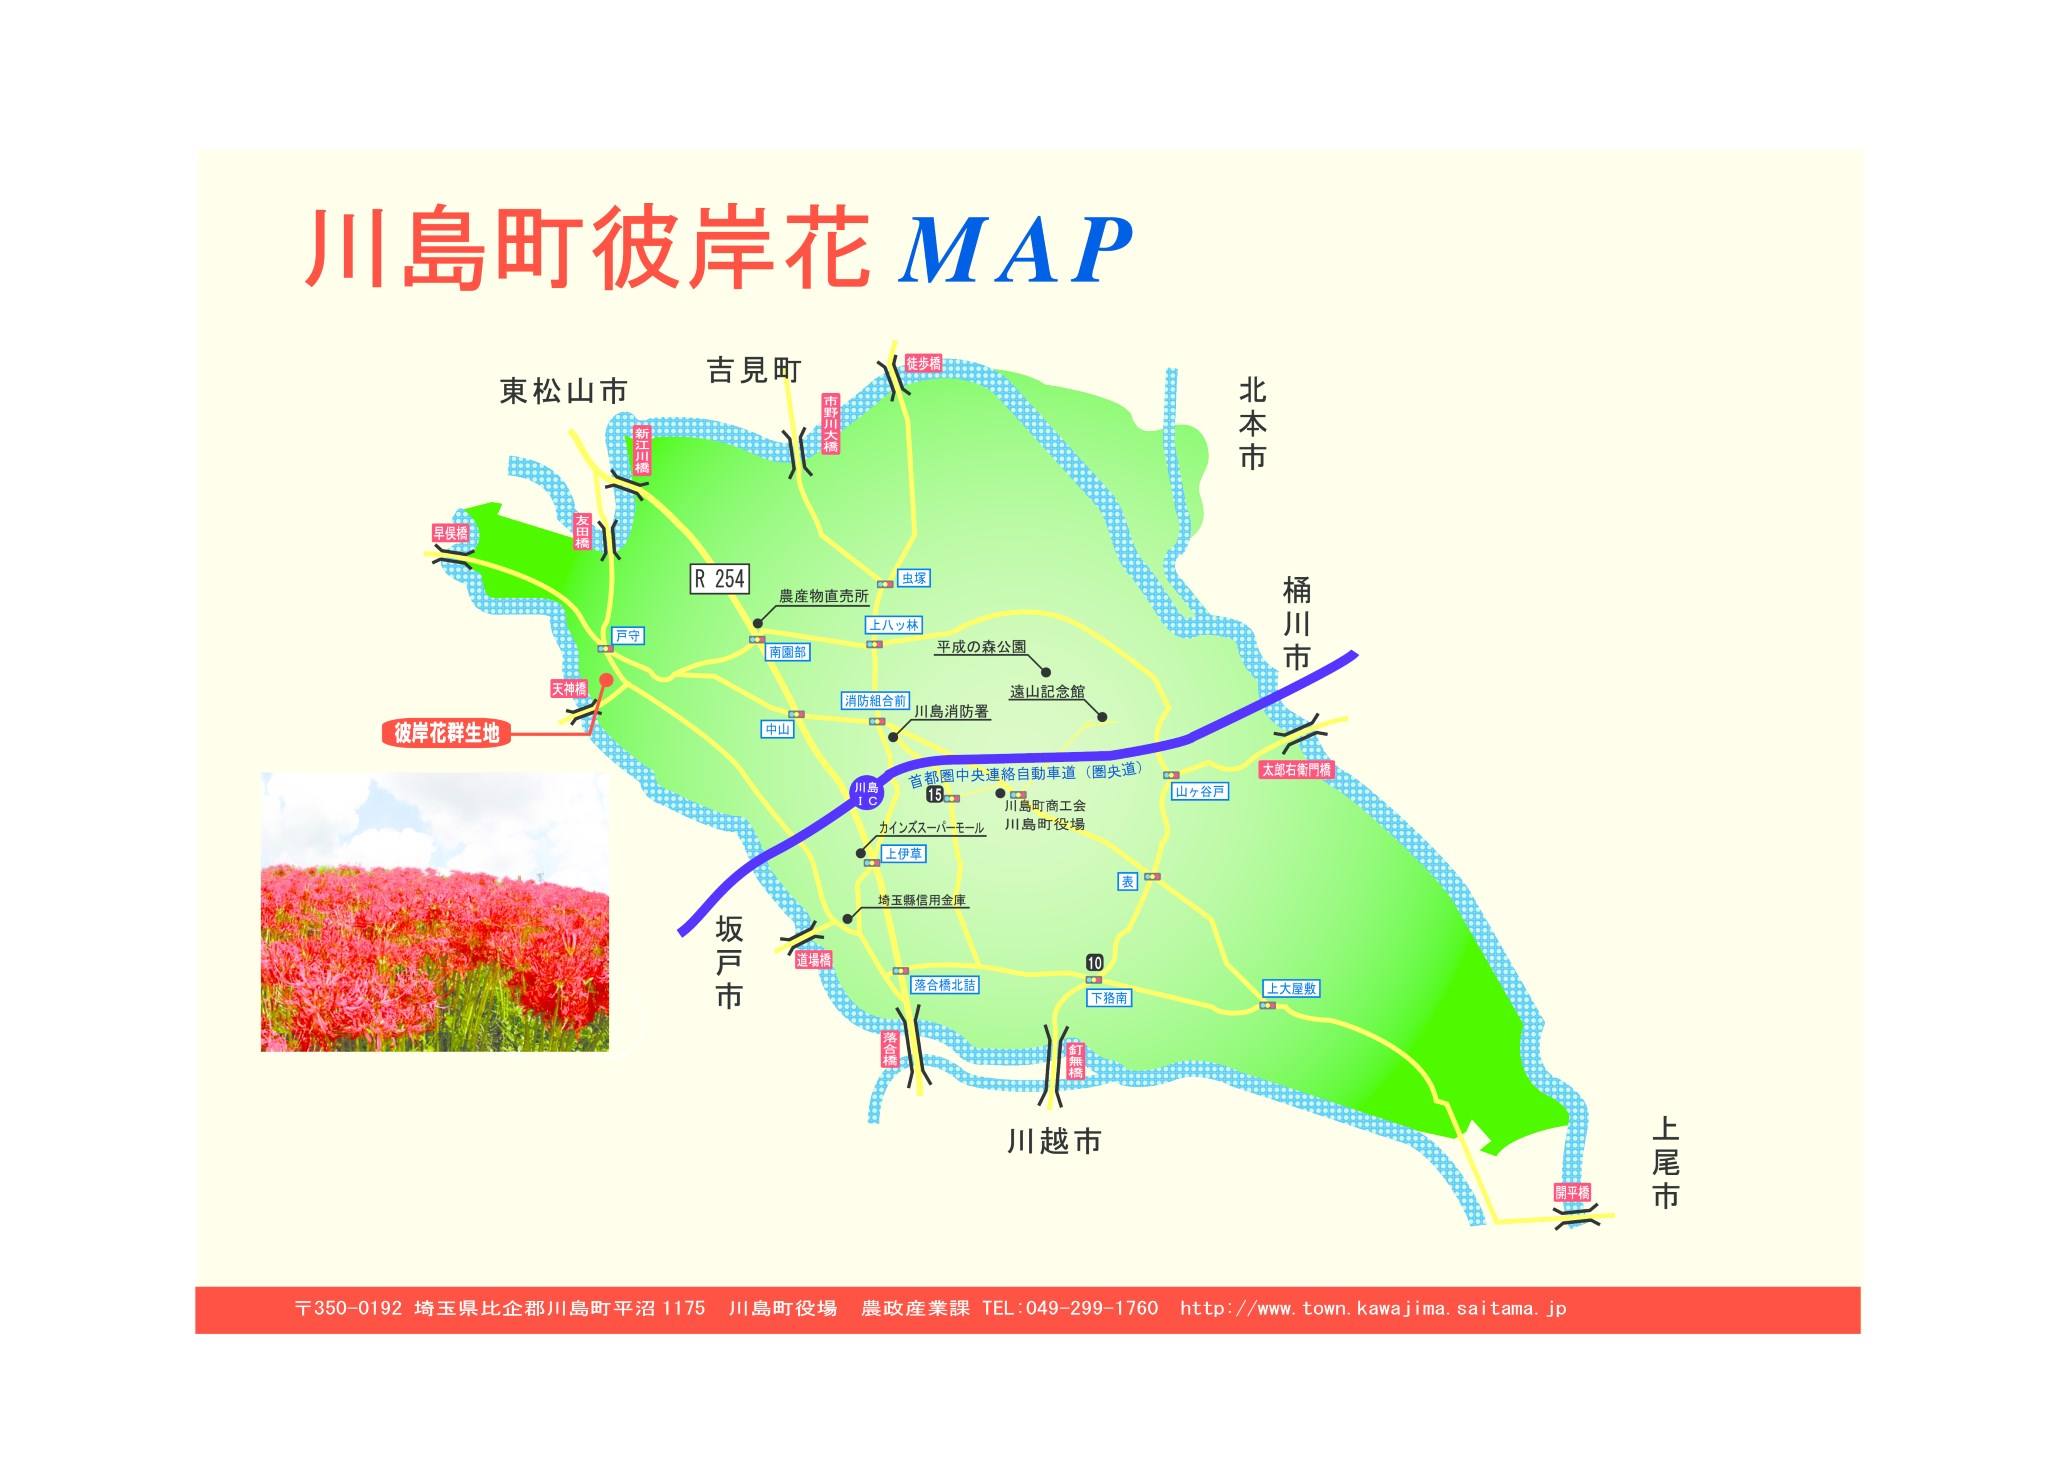 川島町彼岸花 MAP
東松山市
吉見町
徒歩橋
北本市
市野川大橋
新江川橋
友田橋
早俣橋
R 254
虫塚
農産物直売所
上八ッ林
戸守
南園部
平成の森公園
桶川市
遠山記念館
天神橋
消防組合前
川島消防署
中山
彼岸花群生地
首都圏中央連絡自動車道（圏央道）
太郎右衛門橋
川島
IC
15
山ヶ谷戸
川島町商工会
川島町役場
カインズスーパーモール
上伊草
表
埼玉縣信用金庫
坂戸市
道場橋
10
落合橋北詰
下狢南
上大屋敷
落合橋
釘無橋
川越市
上尾市
開平橋
〒350-0192 埼玉県比企郡川島町平沼1175 川島町役場 農政産業課 TEL:049-299-1760 http://www.town.kawajima.saitama.jp